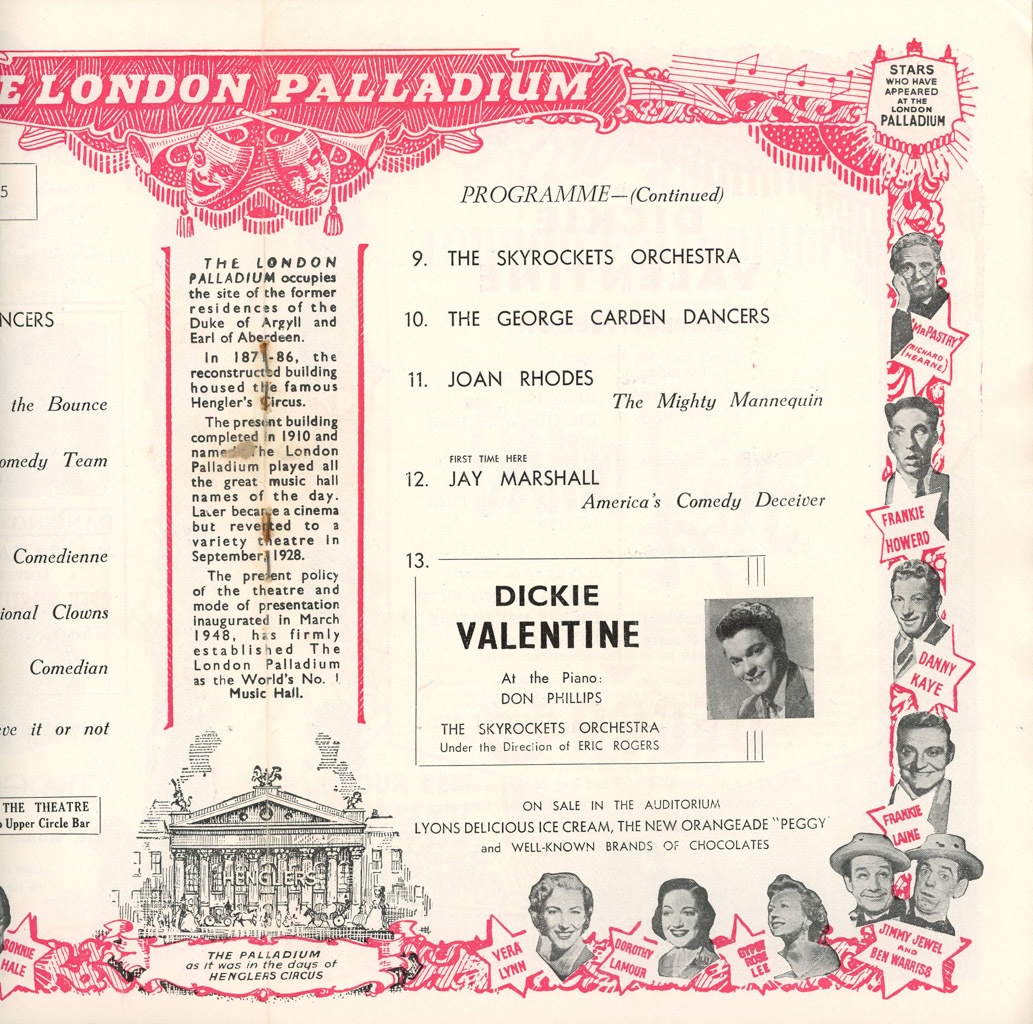 E LONDON PALLADIUM
STARS
WHO HAVE
APPEARED
AT THE
LONDON
PALLADIUM
5
NCERS
the Bounce
omedy Team
Comedienne
ional Clowns
Comedian
ve it or not
THE THEATRE
Upper Circle Bar
THE LONDON
PALLADIUM occupies
the site of the former
residences of the
Duke of Argyll and
Earl of Aberdeen.
In 1871-86, the
reconstructed building
housed the famous
Hengler's Circus.
The present building
completed in 1910 and
The London
Palladium played all
the great music hall
names of the day.
Later became a cinema
but reverted to a
variety theatre in
September, 1928.
The present policy
of the theatre and
mode of presentation
inaugurated in March
1948, has firmly
established The
London Palladium
as the World's No. 1
Music Hall.
HENGLERS
THE PALLADIUM
as it was in the days of
HENGLERS CIRCUS
PROGRAMME—(Continued)
9. THE SKYROCKETS ORCHESTRA
10. THE GEORGE CARDEN DANCERS
11. JOAN RHODES
The Mighty Mannequin
FIRST TIME HERE
12. JAY MARSHALL
America's Comedy Deceiver
13.
DICKIE
VALENTINE
At the Piano:
DON PHILLIPS
THE SKYROCKETS ORCHESTRA
Under the Direction of ERIC ROGERS
ON SALE IN THE AUDITORIUM
LYONS DELICIOUS ICE CREAM, THE NEW ORANGEADE "PEGGY
and WELL-KNOWN BRANDS OF CHOCOLATES
"MR PASTRY"
(RICHARD
HEARNE)
FRANKIE
HOWERD
DANNY
KAYE
FRANKIE
LAINE
JIMMY JEWEL
AND
BEN WARRISS
GYPSY
ROSE
LEE
DOROTHY
LAMOUR
VERA
LYNN
SONNIE
HALE